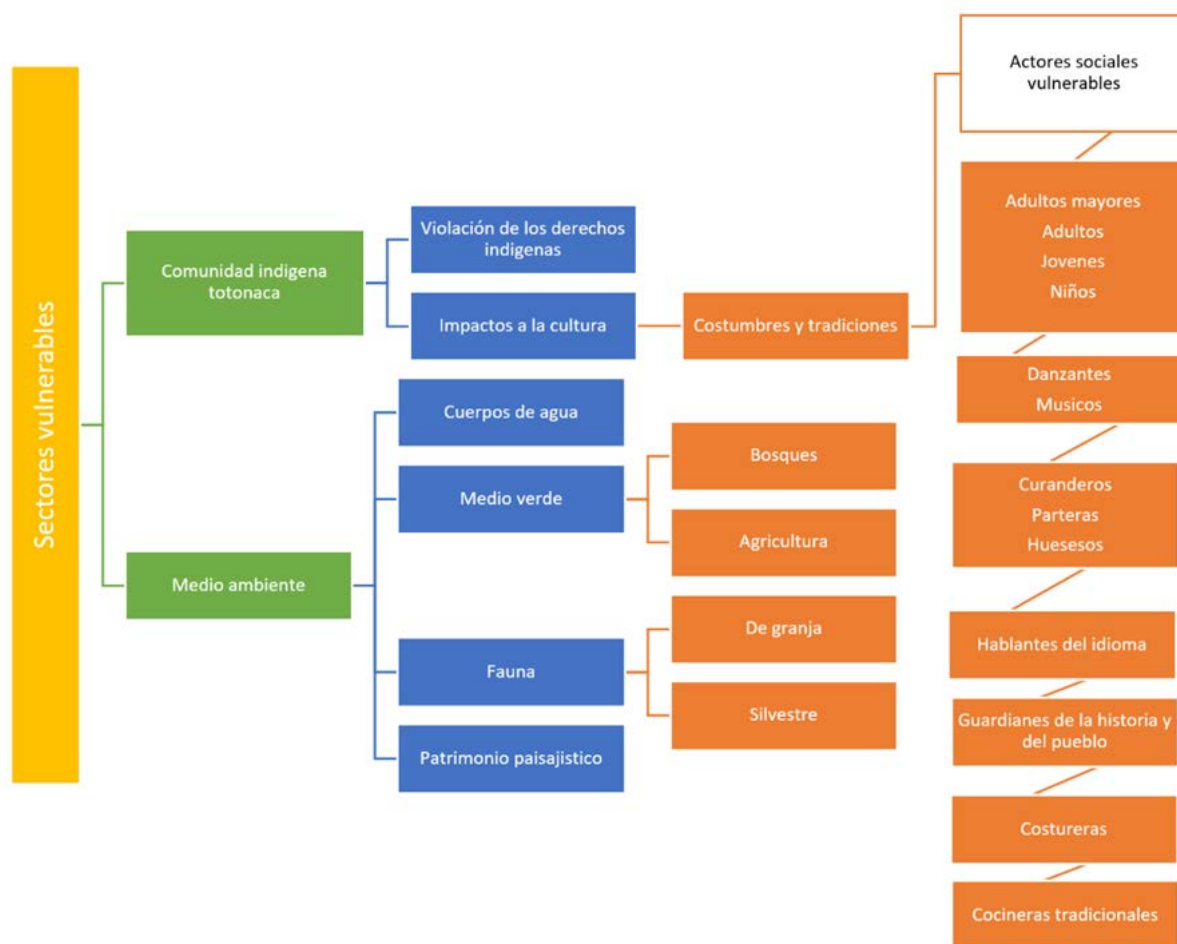 Sectores vulnerables
Comunidad indigena
totonaca
Violación de los derechos
indigenas
Impactos a la cultura
Costumbres y tradiciones
Actores sociales
vulnerables
Adultos mayores
Adultos
Jovenes
Niños
Danzantes
Musicos
Curanderos
Parteras
Huesesos
Hablantes del idioma
Guardianes de la historia y
del pueblo
Costureras
Cocineras tradicionales
Medio ambiente
Cuerpos de agua
Medio verde
Bosques
Agricultura
Fauna
De granja
Silvestre
Patrimonio paisajistico